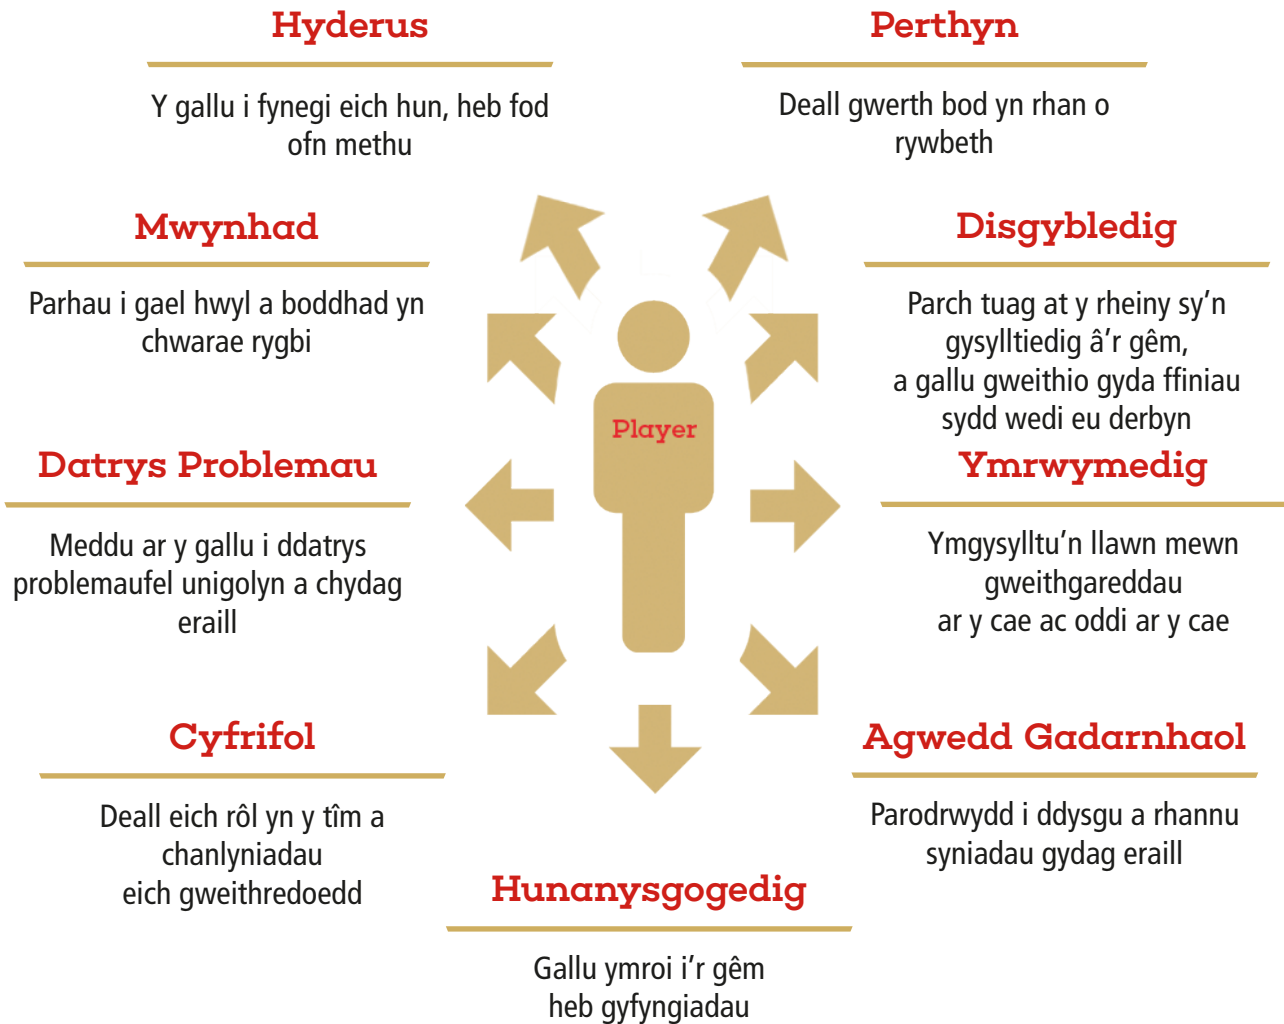 Hyderus
Y gallu i fynegi eich hun, heb fod
ofn methu
Perthyn
Deall gwerth bod yn rhan o
rywbeth
Mwynhad
Parhau i gael hwyl a boddhad yn
chwarae rygbi
Disgybledig
Parch tuag at y rheiny sy’n
gysylltiedig â’r gêm,
a gallu gweithio gyda ffiniau
sydd wedi eu derbyn
Player
Datrys Problemau
Meddu ar y gallu i ddatrys
problemaufel unigolyn a chydag
eraill
Ymrwymedig
Ymgysylltu’n llawn mewn
gweithgareddau
ar y cae ac oddi ar y cae
Cyfrifol
Deall eich rôl yn y tîm a
chanlyniadau
eich gweithredoedd
Agwedd Gadarnhaol
Parodrwydd i ddysgu a rhannu
syniadau gydag eraill
Hunanysgogedig
Gallu ymroi i’r gêm
heb gyfyngiadau